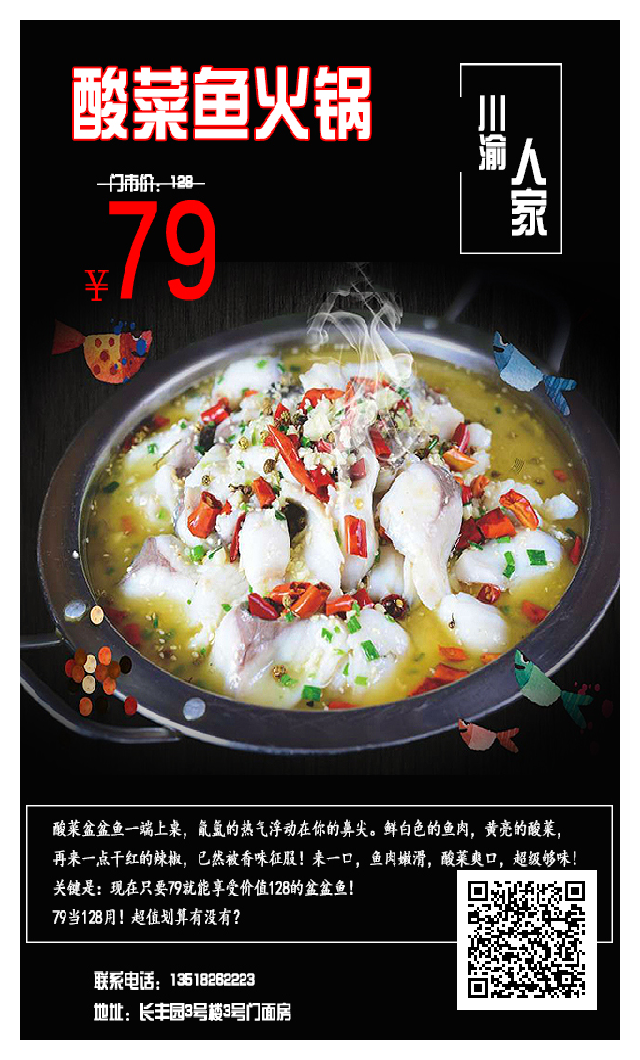 酸菜鱼火锅
川渝
人家
门市价：128
¥79
酸菜盆盆鱼一端上桌，氤氲的热气浮动在你的鼻尖。鲜白色的鱼肉，黄亮的酸菜，
再来一点干红的辣椒，已然被香味征服！来一口，鱼肉嫩滑，酸菜爽口，超级够味！
关键是：现在只要79就能享受价值128的盆盆鱼！
79当128月！超值划算有没有？
联系电话：13518262223
地址：长丰园3号楼3号门面房